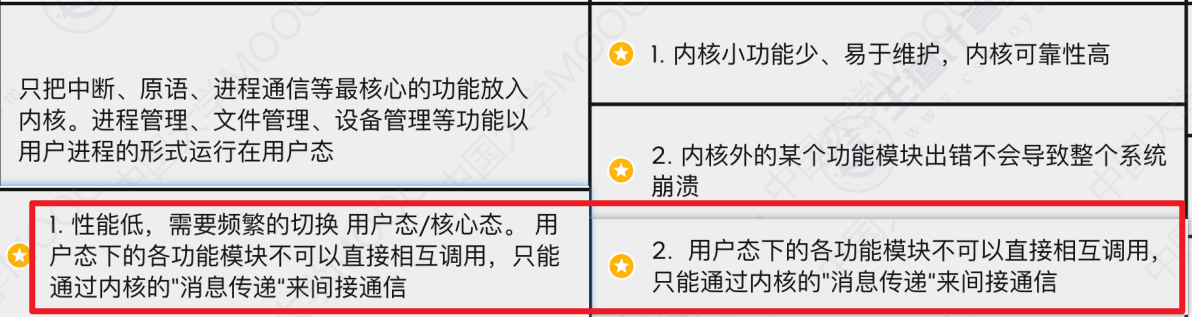 只把中断、原语、进程通信等最核心的功能放入
内核。进程管理、文件管理、设备管理等功能以
用户进程的形式运行在用户态
1. 内核小功能少、易于维护，内核可靠性高
2. 内核外的某个功能模块出错不会导致整个系统
崩溃
1. 性能低，需要频繁的切换 用户态/核心态。 用
户态下的各功能模块不可以直接相互调用，只能
通过内核的"消息传递"来间接通信
2. 用户态下的各功能模块不可以直接相互调用，
只能通过内核的"消息传递"来间接通信